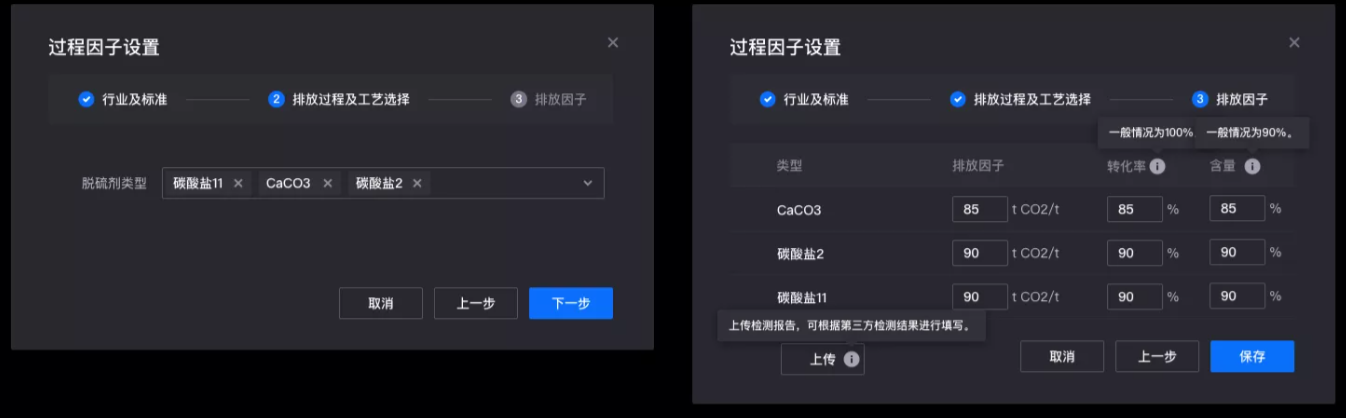 过程因子设置
行业及标准
2 排放过程及工艺选择
3 排放因子
脱硫剂类型
碳酸盐11 × CaCO3 × 碳酸盐2 ×
取消 上一步 下一步
过程因子设置
行业及标准
排放过程及工艺选择
3 排放因子
一般情况为100% 一般情况为90%。
类型 排放因子 转化率 含量
CaCO3 85 t CO2/t 85 % 85 %
碳酸盐2 90 t CO2/t 90 % 90 %
碳酸盐11 90 t CO2/t 90 % 90 %
上传检测报告，可根据第三方检测结果进行填写。
上传 取消 上一步 保存